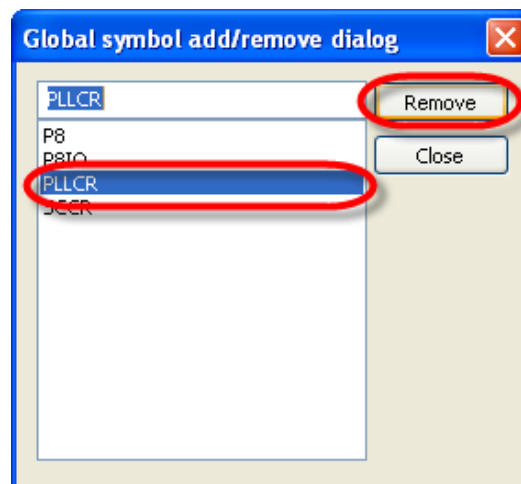 Global symbol add/remove dialog
PLLCR
Remove
P8
P8IO
PLLCR
Close